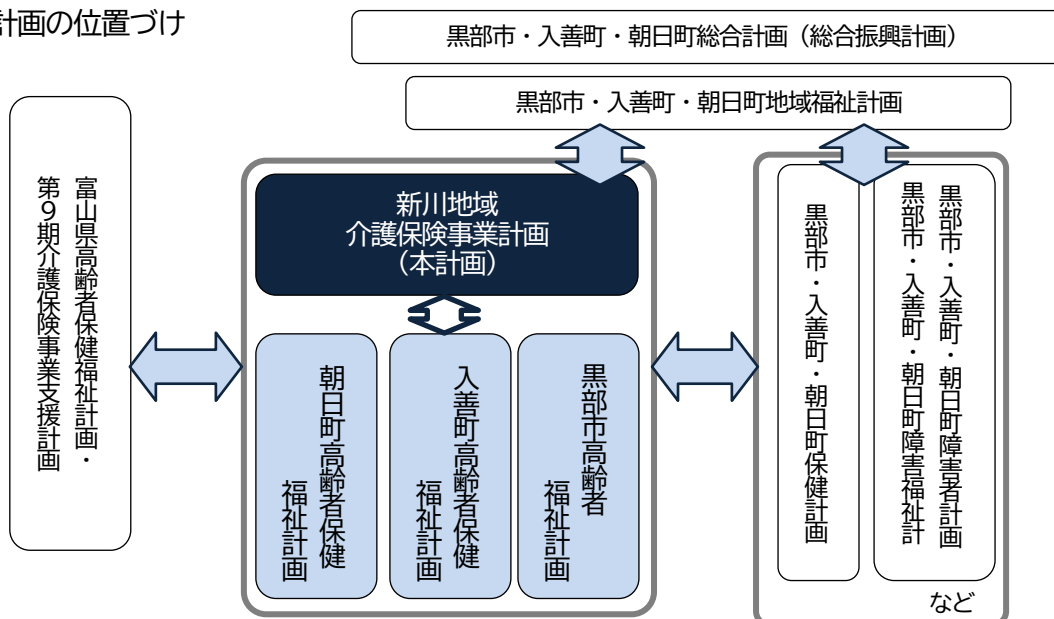 計画の位置づけ
黒部市・入善町・朝日町総合計画（総合振興計画）
黒部市・入善町・朝日町地域福祉計画
富山県高齢者保健福祉計画・
第９期介護保険事業支援計画
新川地域
介護保険事業計画
（本計画）
朝日町高齢者保健
福祉計画
入善町高齢者保健
福祉計画
黒部市高齢者
福祉計画
黒部市・入善町・朝日町保健計画
黒部市・入善町・朝日町障害者計画
黒部市・入善町・朝日町障害福祉計
など